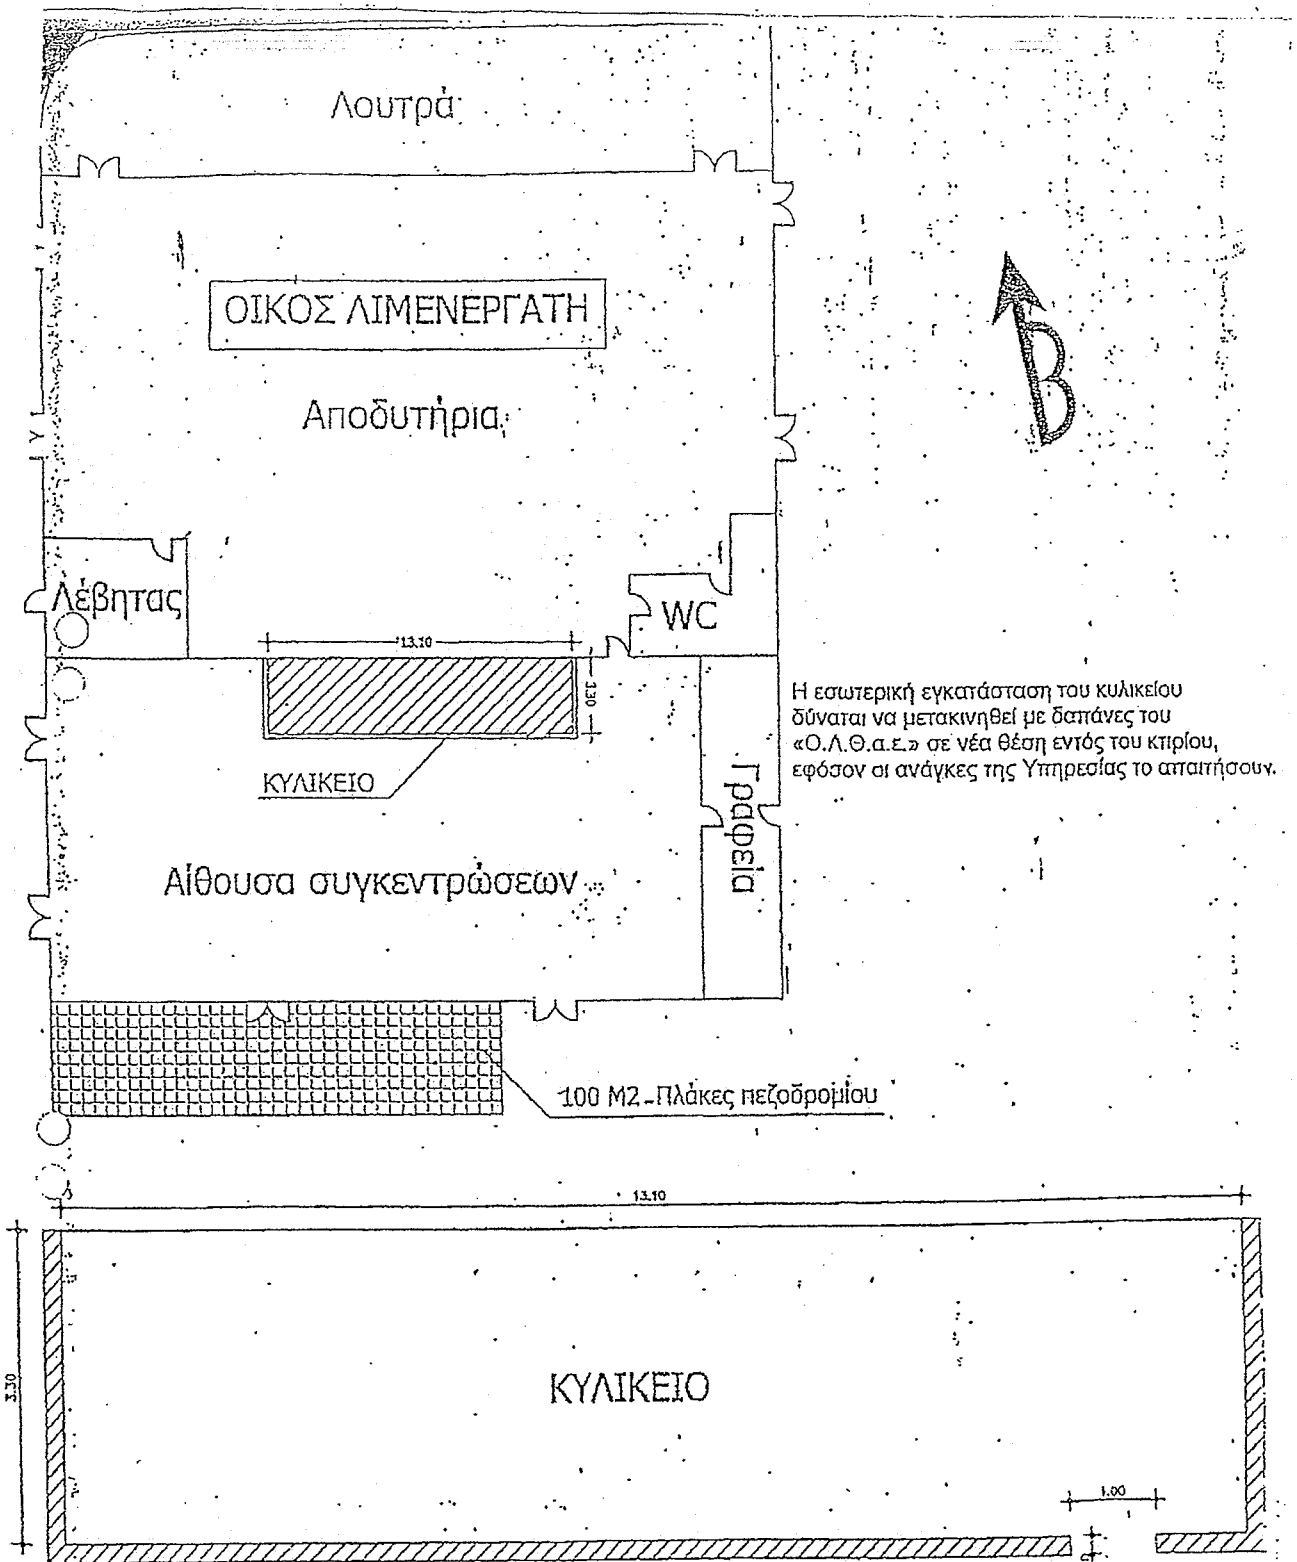 Λουτρά
ΟΙΚΟΣ ΛΙΜΕΝΕΡΓΑΤΗ
Αποδυτήρια
B
Λέβητας
WC
13.10
3.30
Η εσωτερική εγκατάσταση του κυλικείου
δύναται να μετακινηθεί με δαπάνες του
«Ο.Λ.Θ.α.ε.» σε νέα θέση εντός του κτιρίου,
εφόσον οι ανάγκες της Υπηρεσίας το απαιτήσουν.
ΚΥΛΙΚΕΙΟ
Γραφεία
Αίθουσα συγκεντρώσεων
100 M2 - Πλάκες πεζοδρομίου
13.10
3.30
ΚΥΛΙΚΕΙΟ
1.00